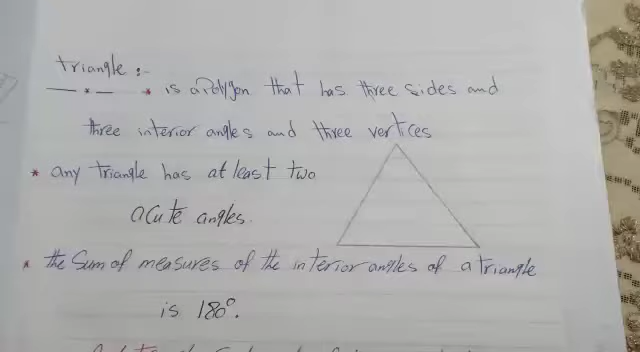 triangle :-
* is a Polygon that has three sides and
three interior angles and three vertices
* any triangle has at least two
acute angles.
* the Sum of measures of the interior angles of a triangle
is 180°.